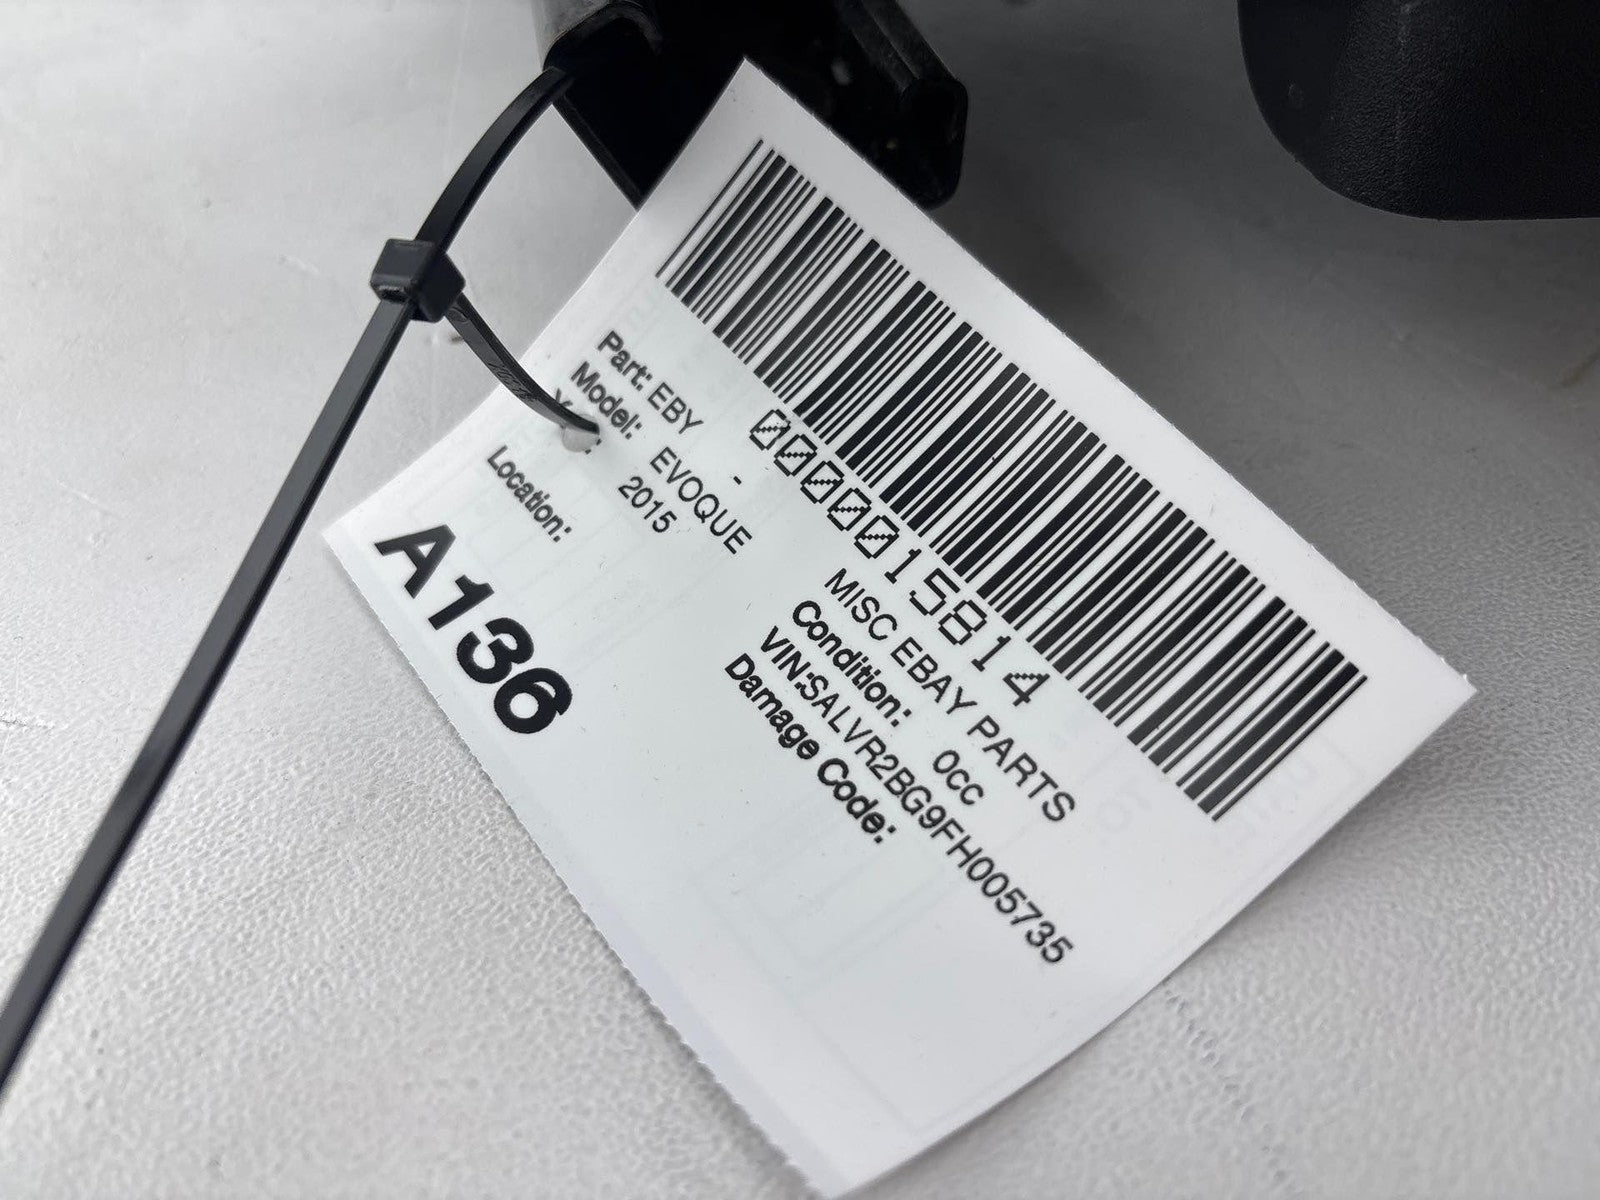 0000015814
Part: EBY - MISC EBAY PARTS
Model: EVOQUE Condition: 0cc
2015 VIN:SALVR2BG9FH005735
Location: Damage Code:
A136